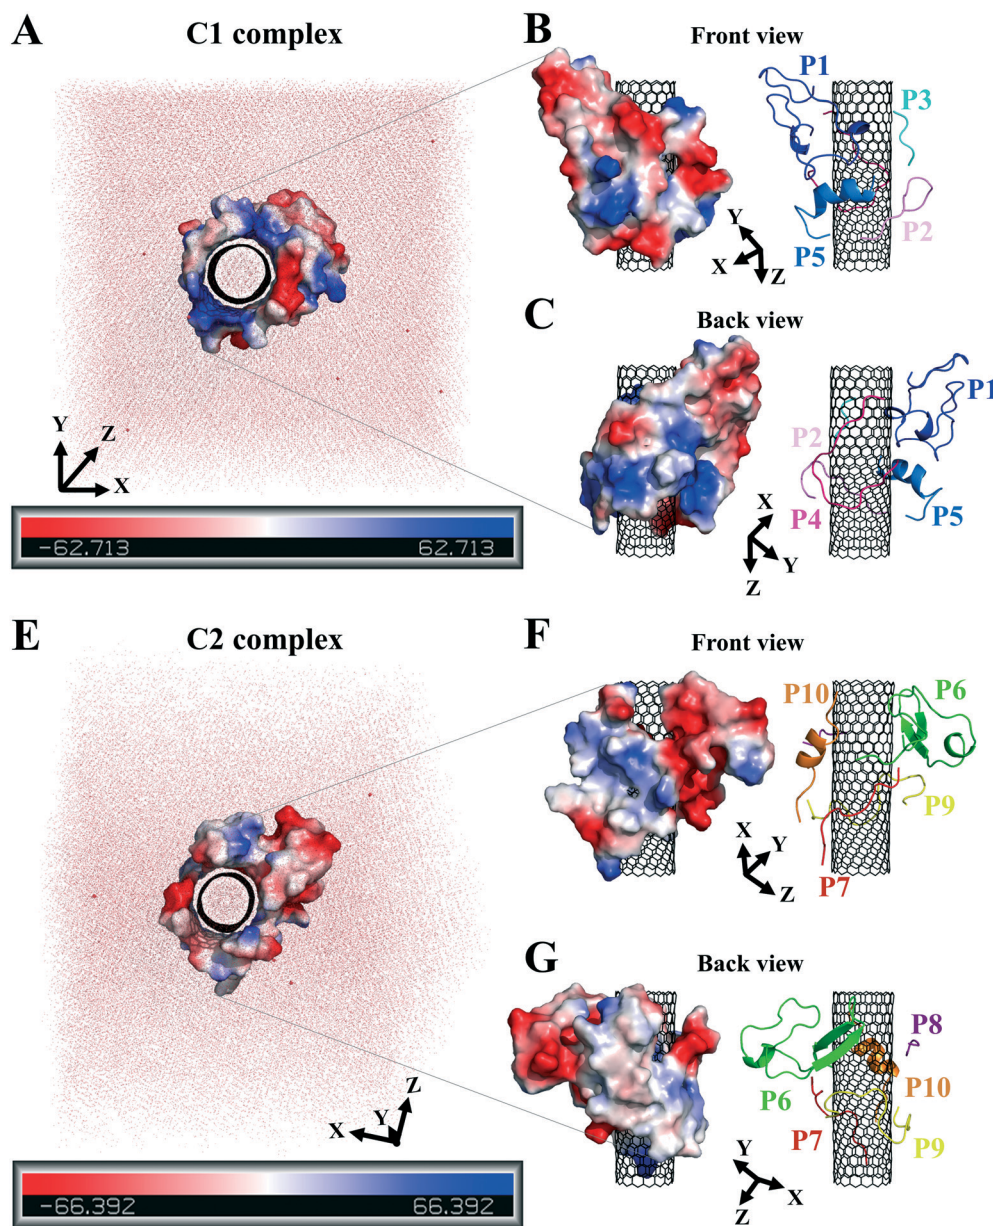 A
C1 complex
Y
Z
X
-62.713 62.713
B
Front view
P1
P3
P5
P2
Y
X
Z
C
Back view
P1
P2
P4
P5
X
Y
Z
E
C2 complex
Z
Y
X
-66.392 66.392
F
Front view
P10
P6
P9
P7
X
Y
Z
G
Back view
P8
P10
P6
P7
P9
Y
X
Z